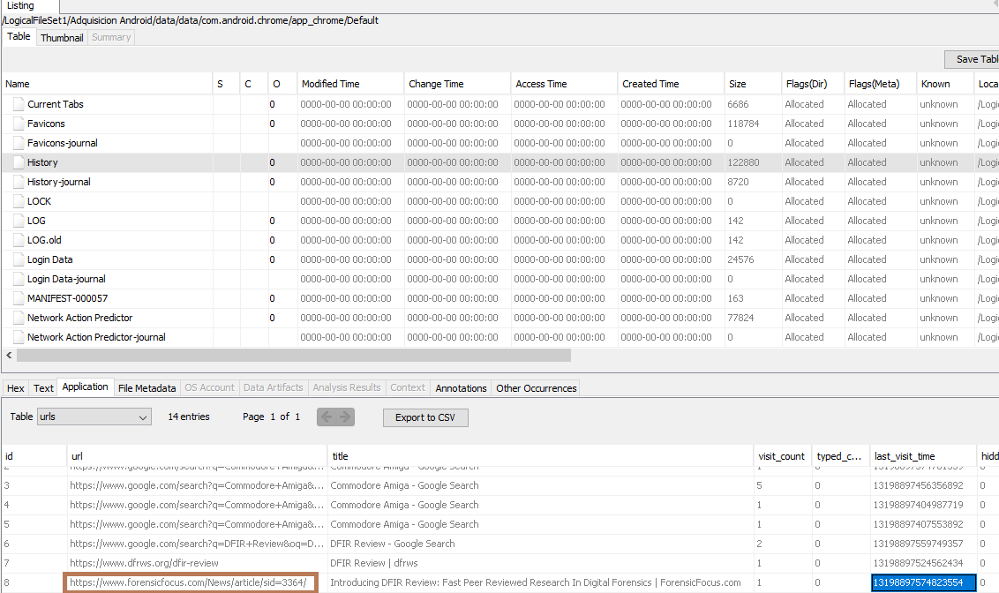 Listing
/LogicalFileSet1/Adquisicion Android/data/data/com.android.chrome/app_chrome/Default
Table Thumbnail Summary
Save Tabl
Name S C O Modified Time Change Time Access Time Created Time Size Flags(Dir) Flags(Meta) Known Loca
Current Tabs 0 0000-00-00 00:00:00 0000-00-00 00:00:00 0000-00-00 00:00:00 0000-00-00 00:00:00 6686 Allocated Allocated unknown /Logi
Favicons 0 0000-00-00 00:00:00 0000-00-00 00:00:00 0000-00-00 00:00:00 0000-00-00 00:00:00 118784 Allocated Allocated unknown /Logi
Favicons-journal 0000-00-00 00:00:00 0000-00-00 00:00:00 0000-00-00 00:00:00 0000-00-00 00:00:00 0 Allocated Allocated unknown /Logi
History 0 0000-00-00 00:00:00 0000-00-00 00:00:00 0000-00-00 00:00:00 0000-00-00 00:00:00 122880 Allocated Allocated unknown /Logi
History-journal 0 0000-00-00 00:00:00 0000-00-00 00:00:00 0000-00-00 00:00:00 0000-00-00 00:00:00 8720 Allocated Allocated unknown /Logi
LOCK 0000-00-00 00:00:00 0000-00-00 00:00:00 0000-00-00 00:00:00 0000-00-00 00:00:00 0 Allocated Allocated unknown /Logi
LOG 0 0000-00-00 00:00:00 0000-00-00 00:00:00 0000-00-00 00:00:00 0000-00-00 00:00:00 142 Allocated Allocated unknown /Logi
LOG.old 0 0000-00-00 00:00:00 0000-00-00 00:00:00 0000-00-00 00:00:00 0000-00-00 00:00:00 142 Allocated Allocated unknown /Logi
Login Data 0 0000-00-00 00:00:00 0000-00-00 00:00:00 0000-00-00 00:00:00 0000-00-00 00:00:00 24576 Allocated Allocated unknown /Logi
Login Data-journal 0000-00-00 00:00:00 0000-00-00 00:00:00 0000-00-00 00:00:00 0000-00-00 00:00:00 0 Allocated Allocated unknown /Logi
MANIFEST-000057 0 0000-00-00 00:00:00 0000-00-00 00:00:00 0000-00-00 00:00:00 0000-00-00 00:00:00 163 Allocated Allocated unknown /Logi
Network Action Predictor 0 0000-00-00 00:00:00 0000-00-00 00:00:00 0000-00-00 00:00:00 0000-00-00 00:00:00 77824 Allocated Allocated unknown /Logi
Network Action Predictor-journal 0000-00-00 00:00:00 0000-00-00 00:00:00 0000-00-00 00:00:00 0000-00-00 00:00:00 0 Allocated Allocated unknown /Logi
Hex Text Application File Metadata OS Account Data Artifacts Analysis Results Context Annotations Other Occurrences
Table urls 14 entries Page 1 of 1 Export to CSV
id url title visit_count typed_c... last_visit_time hidd
3 https://www.google.com/search?q=Commodore+Amiga&... Commodore Amiga - Google Search 5 0 13198897456356892 0
4 https://www.google.com/search?q=Commodore+Amiga&... Commodore Amiga - Google Search 1 0 13198897404987719 0
5 https://www.google.com/search?q=Commodore+Amiga&... Commodore Amiga - Google Search 1 0 13198897407553892 0
6 https://www.google.com/search?q=DFIR+Review&oq=D... DFIR Review - Google Search 2 0 13198897559749357 0
7 https://www.dfrws.org/dfir-review DFIR Review | dfrws 1 0 13198897524562434 0
8 https://www.forensicfocus.com/News/article/sid=3364/ Introducing DFIR Review: Fast Peer Reviewed Research In Digital Forensics | ForensicFocus.com 1 0 13198897574823554 0